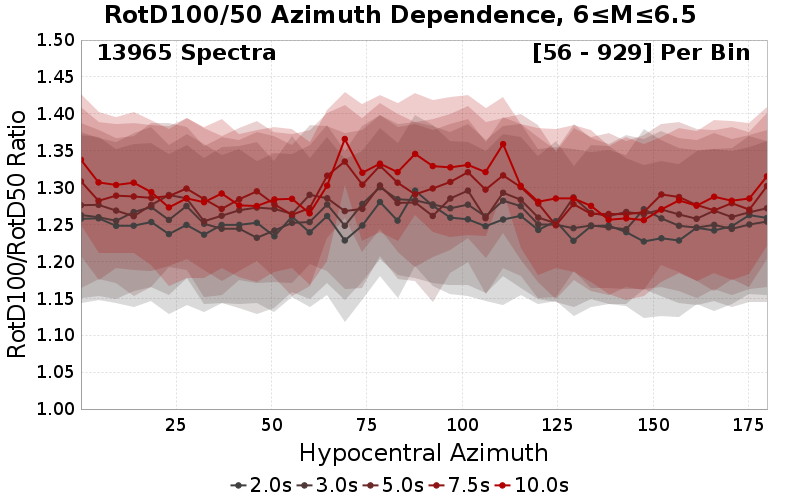 RotD100/50 Azimuth Dependence, 6≤M≤6.5
13965 Spectra
[56 - 929] Per Bin
RotD100/RotD50 Ratio
1.50
1.45
1.40
1.35
1.30
1.25
1.20
1.15
1.10
1.05
1.00
25 50 75 100 125 150 175
Hypocentral Azimuth
2.0s 3.0s 5.0s 7.5s 10.0s